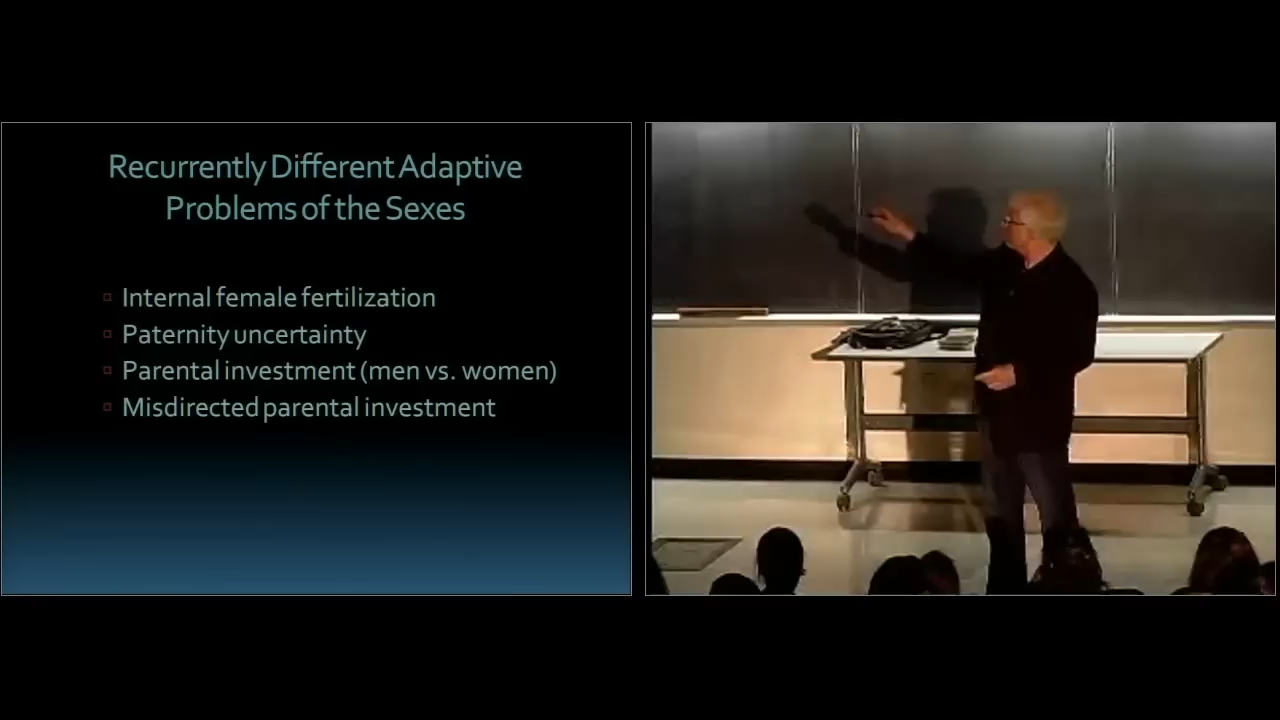 Recurrently Different Adaptive
Problems of the Sexes
Internal female fertilization
Paternity uncertainty
Parental investment (men vs. women)
Misdirected parental investment